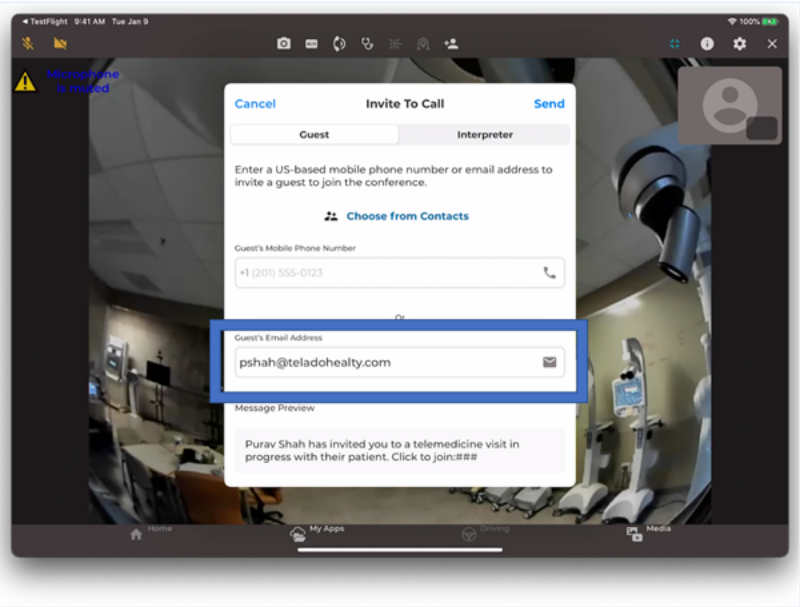 TestFlight 9:41 AM Tue Jan 9
100%
Microphone
is muted
Cancel
Invite To Call
Send
Guest
Interpreter
Enter a US-based mobile phone number or email address to
invite a guest to join the conference.
Choose from Contacts
Guest's Mobile Phone Number
+1 (201) 555-0123
Or
Guest's Email Address
pshah@teladohealty.com
Message Preview
Purav Shah has invited you to a telemedicine visit in
progress with their patient. Click to join:###
Home
My Apps
Driving
Media